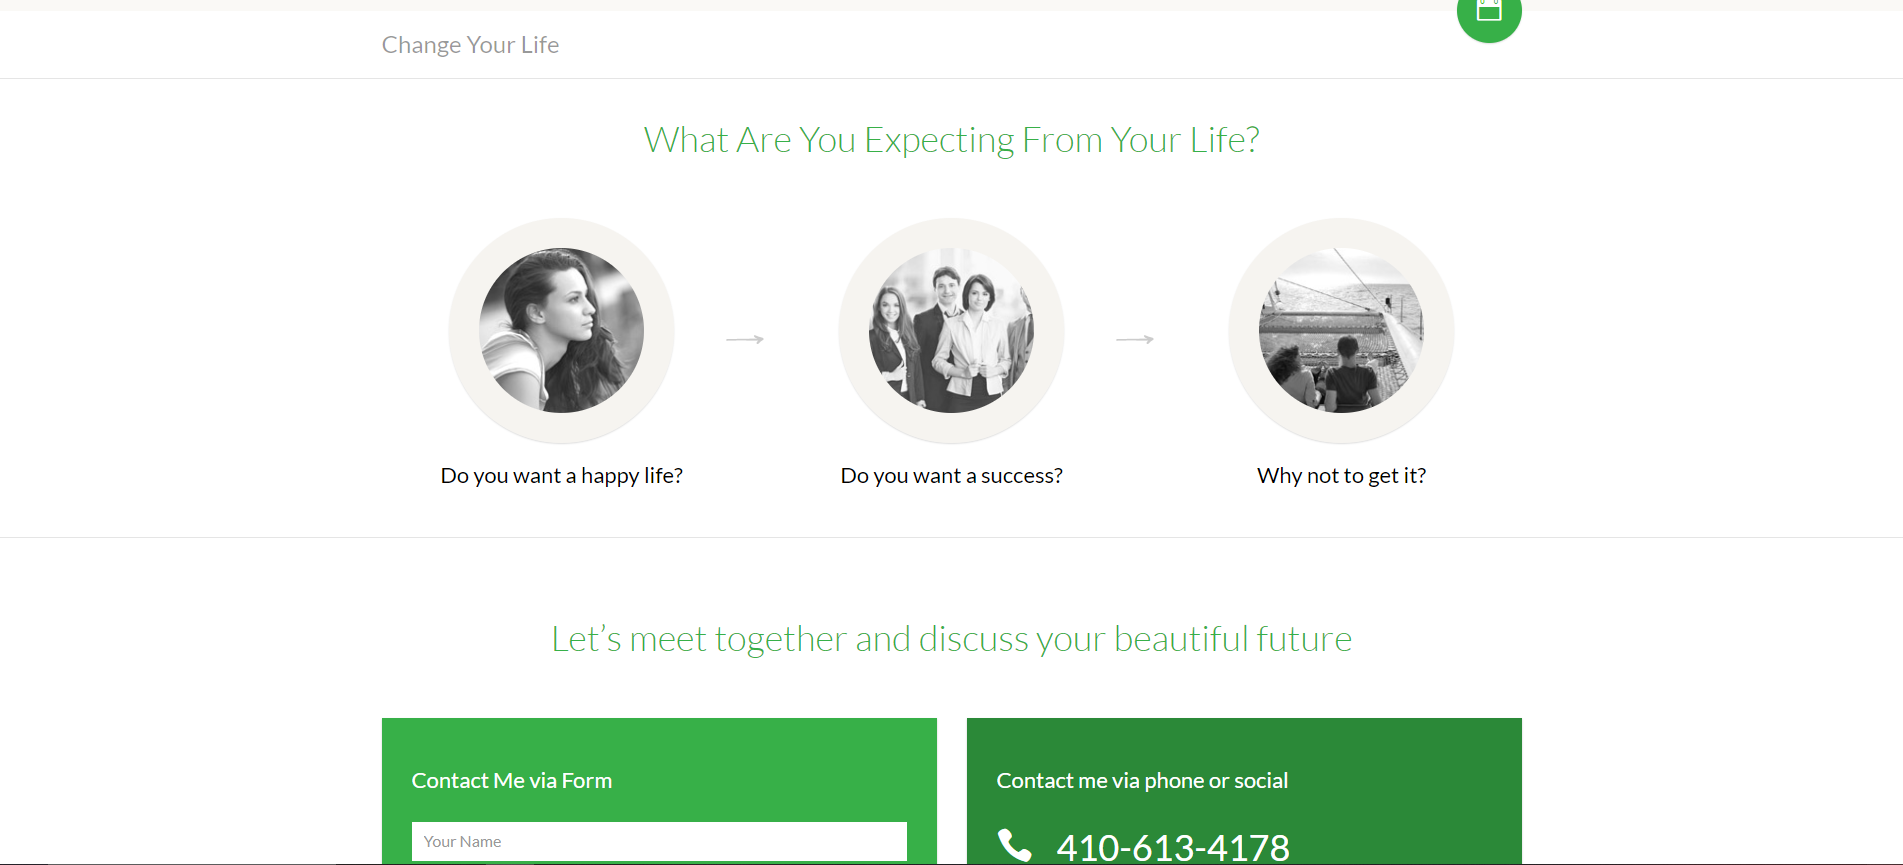 Change Your Life
What Are You Expecting From Your Life?
Do you want a happy life?
Do you want a success?
Why not to get it?
Let’s meet together and discuss your beautiful future
Contact Me via Form
Your Name
Contact me via phone or social
410-613-4178